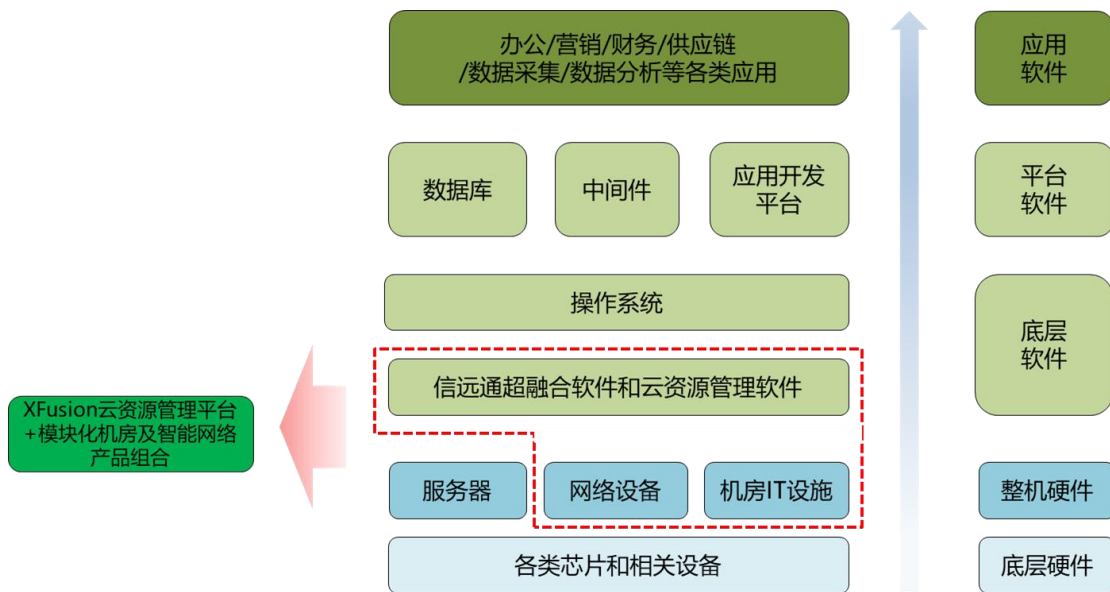 办公/营销/财务/供应链
/数据采集/数据分析等各类应用
应用
软件
数据库
中间件
应用开发
平台
平台
软件
操作系统
底层
软件
信远通超融合软件和云资源管理软件
XFusion云资源管理平台
+模块化机房及智能网络
产品组合
服务器
网络设备
机房IT设施
整机硬件
各类芯片和相关设备
底层硬件